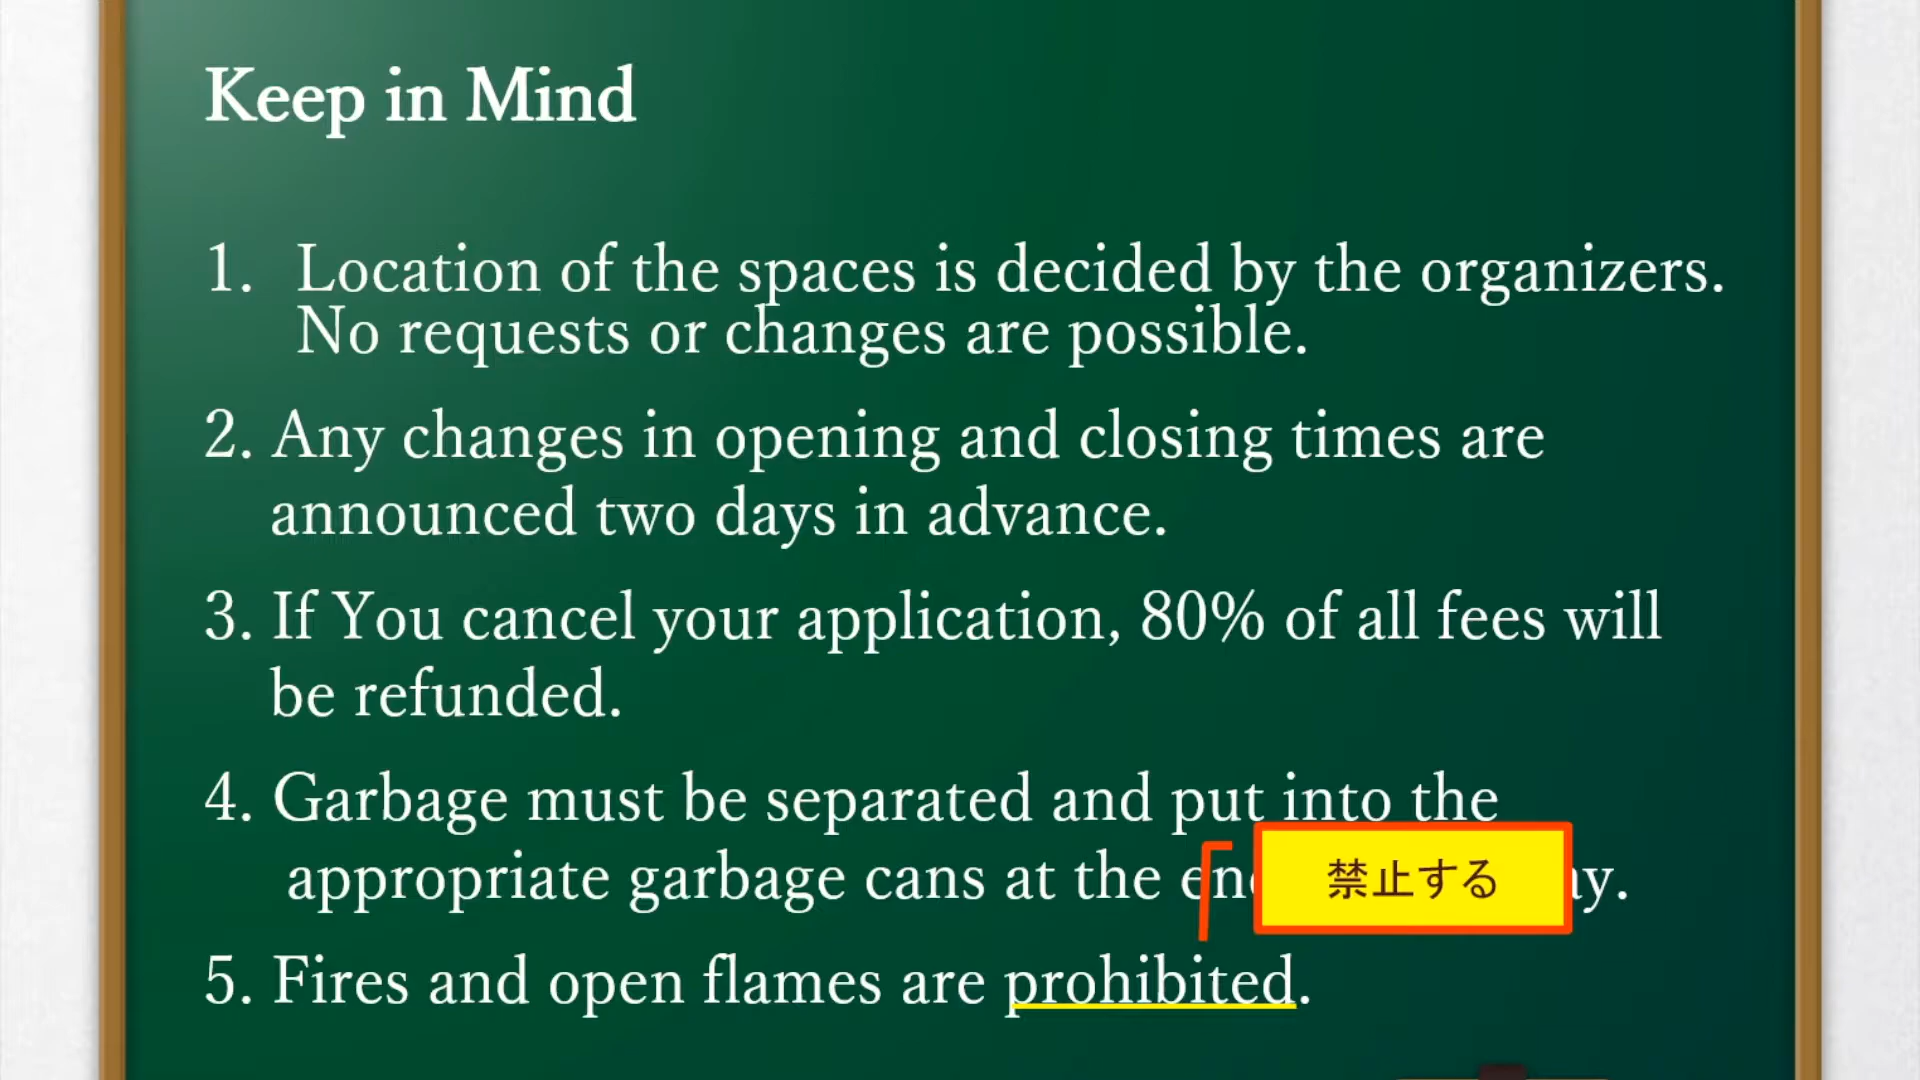 Keep in Mind
1. Location of the spaces is decided by the organizers.
No requests or changes are possible.
2. Any changes in opening and closing times are
announced two days in advance.
3. If You cancel your application, 80% of all fees will
be refunded.
4. Garbage must be separated and put into the
appropriate garbage cans at the
禁止する
5. Fires and open flames are prohibited.